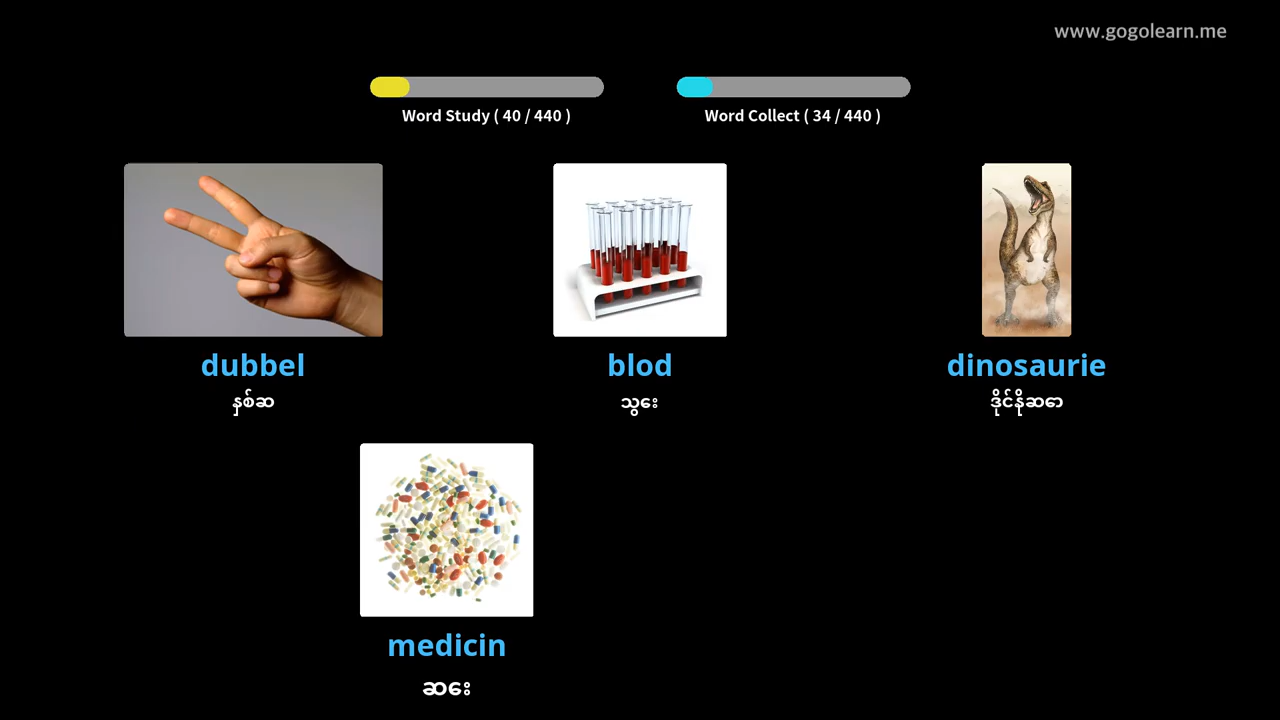 www.gogolearn.me
Word Study ( 40 / 440 )
Word Collect ( 34 / 440 )
dubbel
နှစ်ဆ
blod
သွေး
dinosaurie
ဒိုင်နိုဆော
medicin
ဆေး